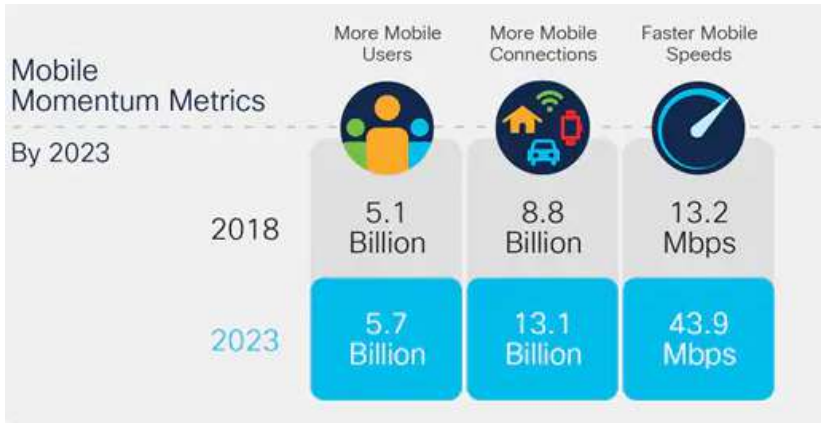 More Mobile
Users
More Mobile
Connections
Faster Mobile
Speeds
Mobile
Momentum Metrics
By 2023
2018
5.1
Billion
8.8
Billion
13.2
Mbps
2023
5.7
Billion
13.1
Billion
43.9
Mbps